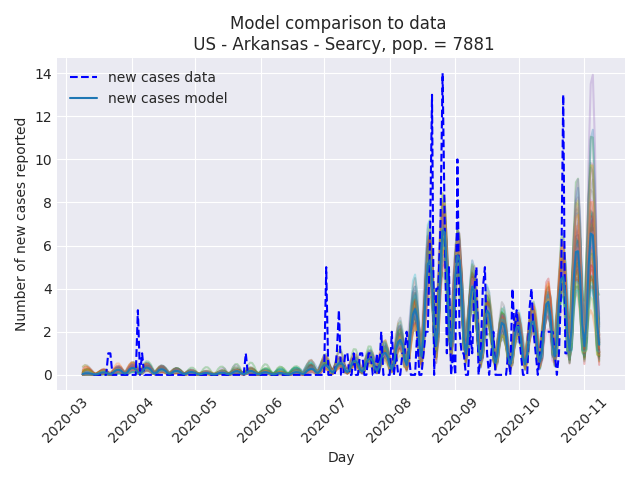 Model comparison to data
US - Arkansas - Searcy, pop. = 7881
new cases data
new cases model
Number of new cases reported
14
12
10
8
6
4
2
0
2020-03
2020-04
2020-05
2020-06
2020-07
2020-08
2020-09
2020-10
2020-11
Day